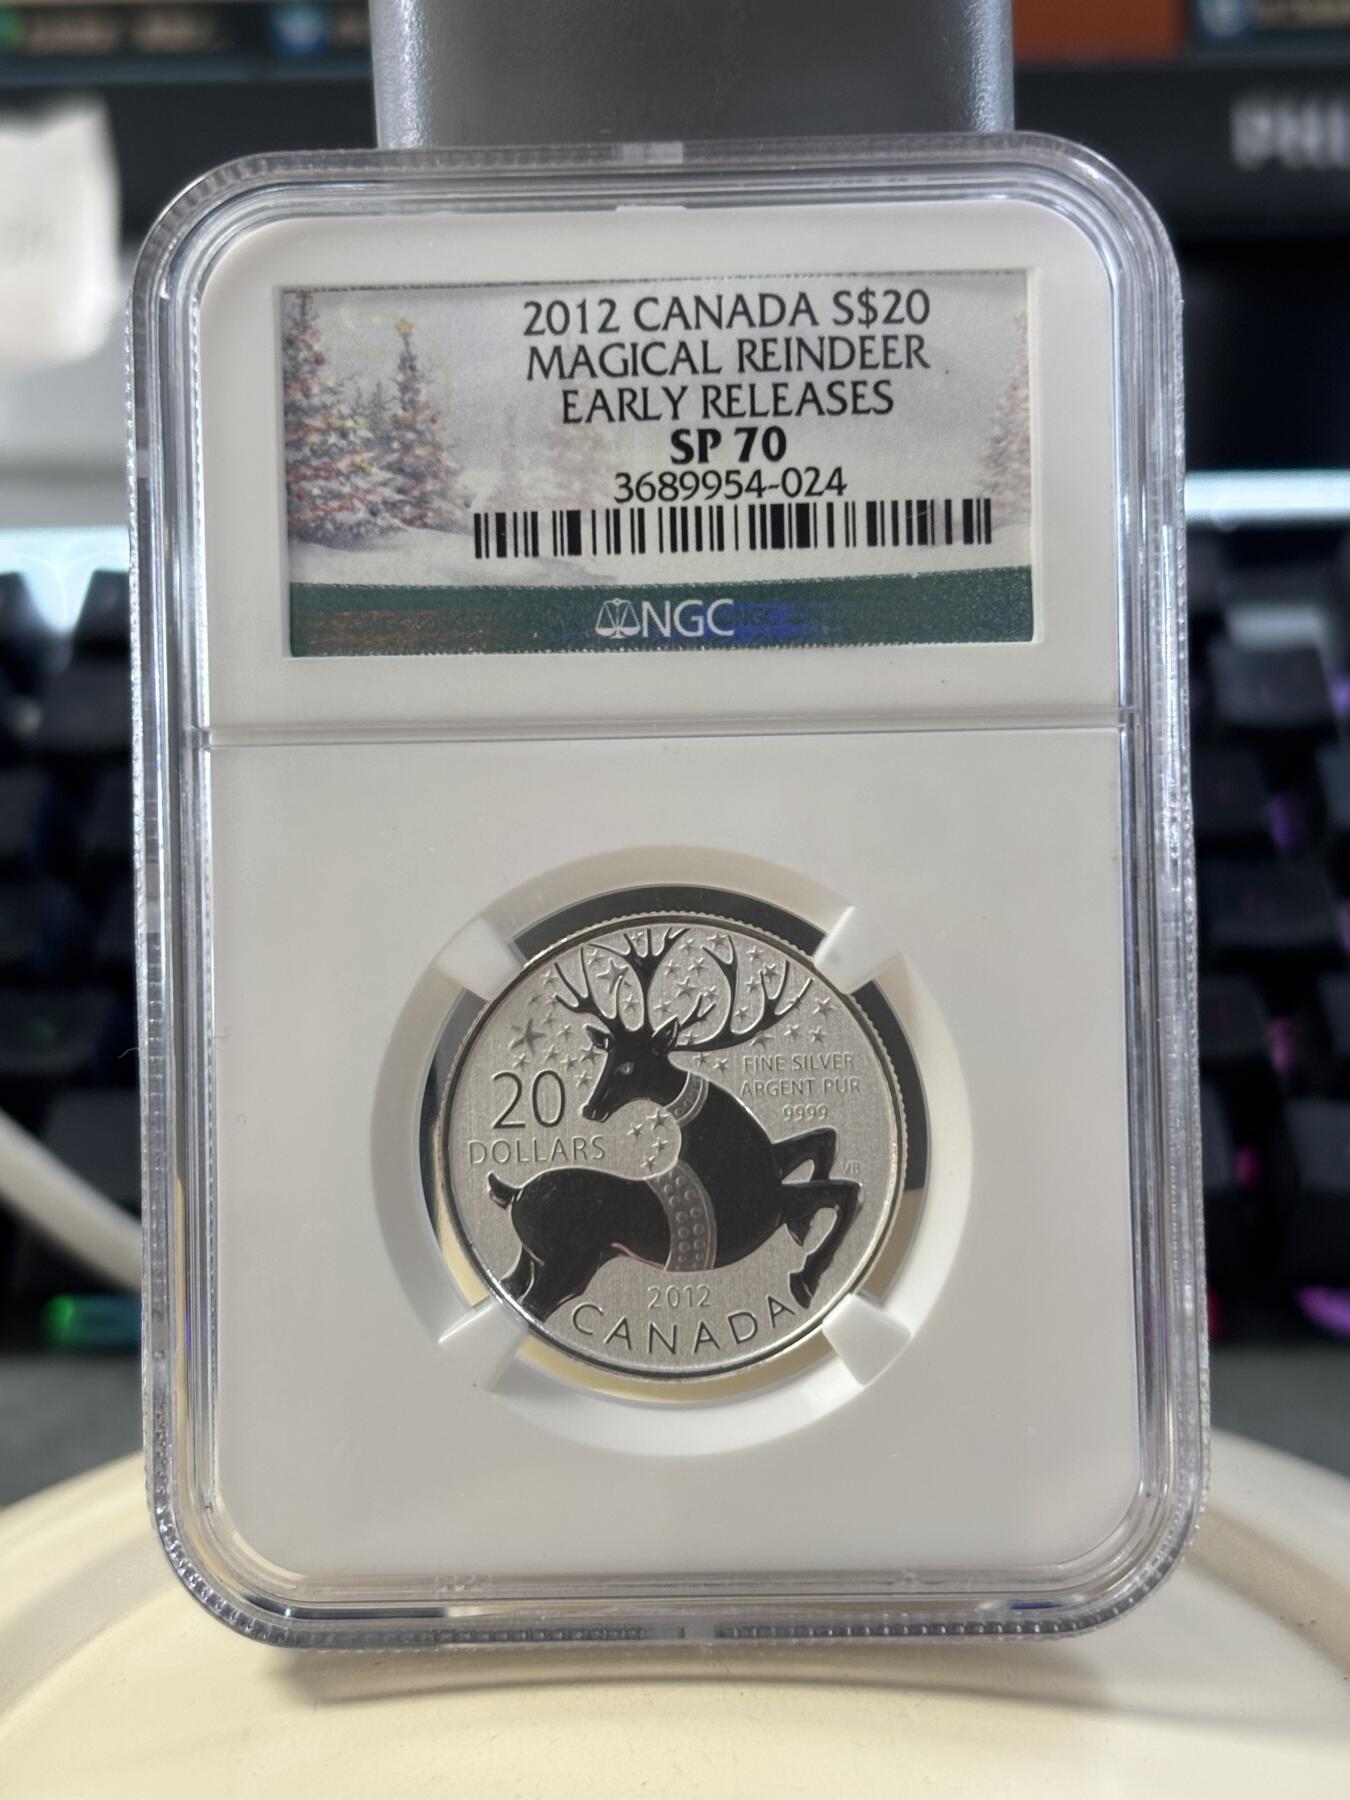 2012 CANADA S$20
MAGICAL REINDEER
EARLY RELEASES
SP 70
3689954-024
NGC
20
DOLLARS
FINE SILVER
ARGENT PUR
9999
VB
2012
CANADA